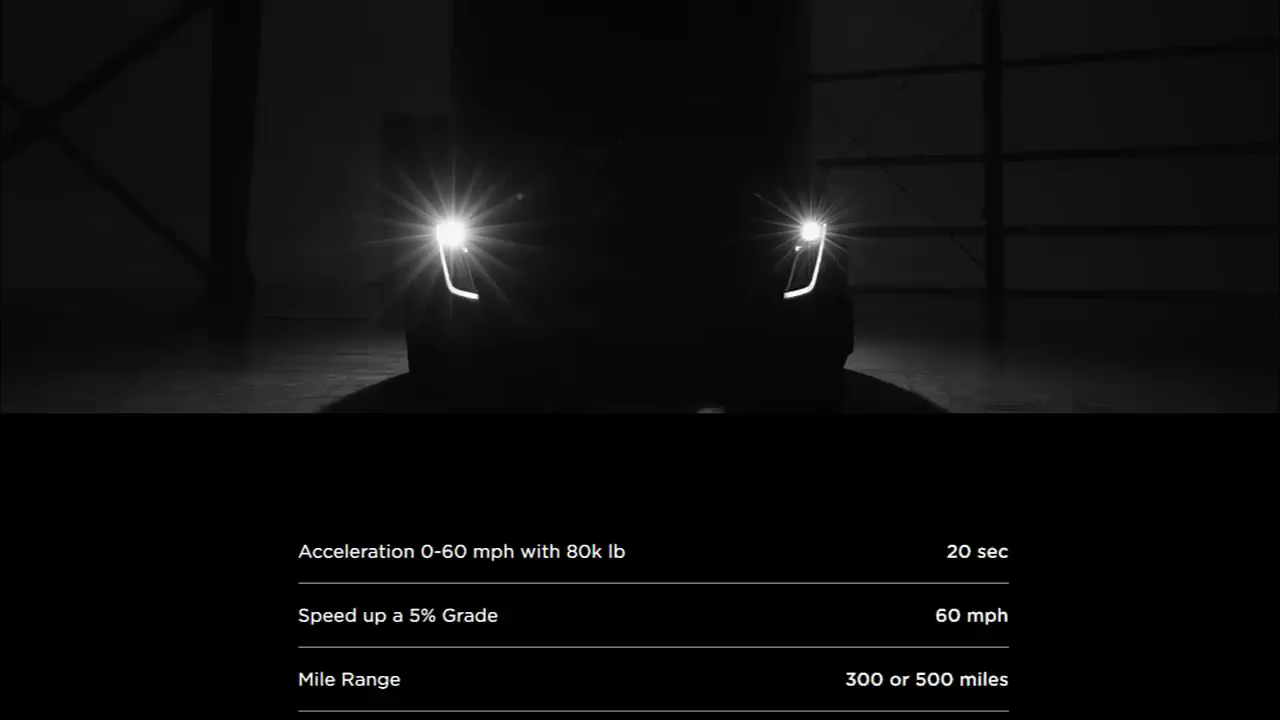 Acceleration 0-60 mph with 80k lb 20 sec
Speed up a 5% Grade 60 mph
Mile Range 300 or 500 miles